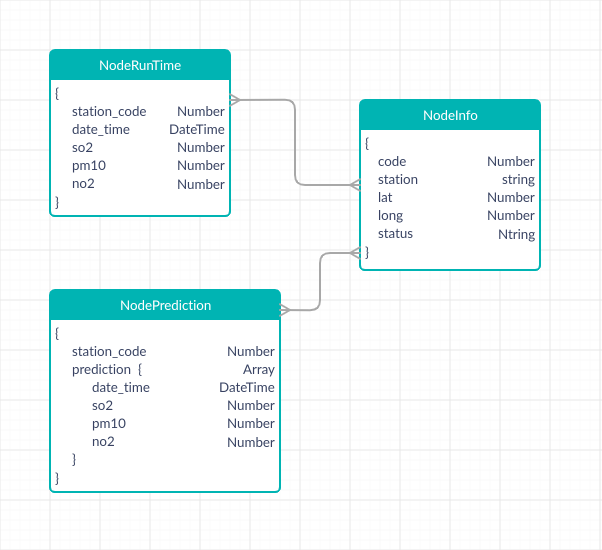 NodeRunTime
{
station_code Number
date_time DateTime
so2 Number
pm10 Number
no2 Number
}
NodeInfo
{
code Number
station string
lat Number
long Number
status Ntring
}
NodePrediction
{
station_code Number
prediction { Array
date_time DateTime
so2 Number
pm10 Number
no2 Number
}
}